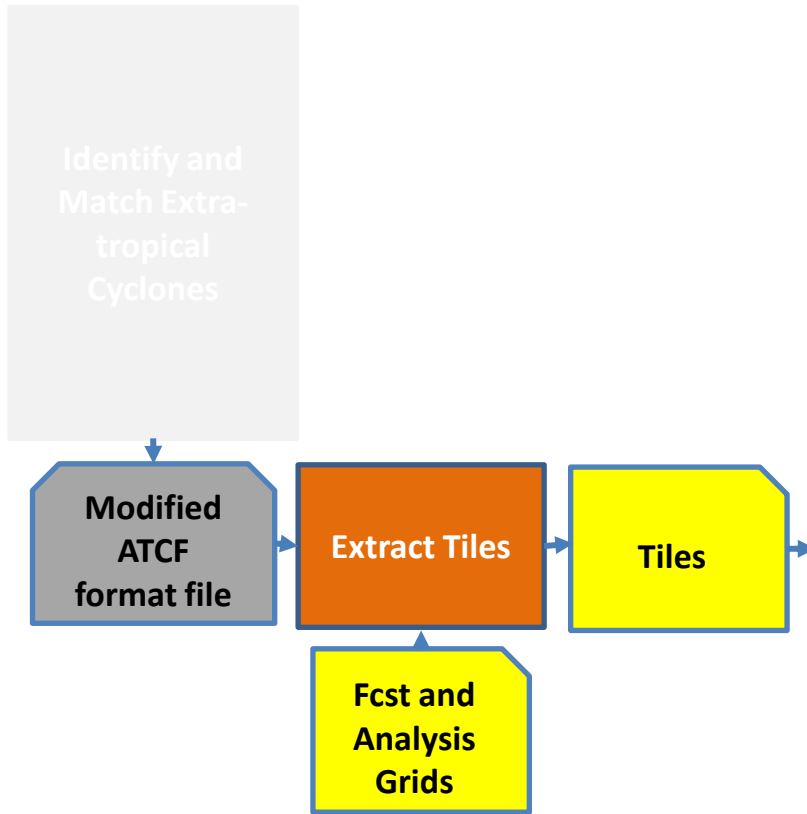 Identify and
Match Extra-
tropical
Cyclones
Modified
ATCF
format file
Extract Tiles
Tiles
Fcst and
Analysis
Grids